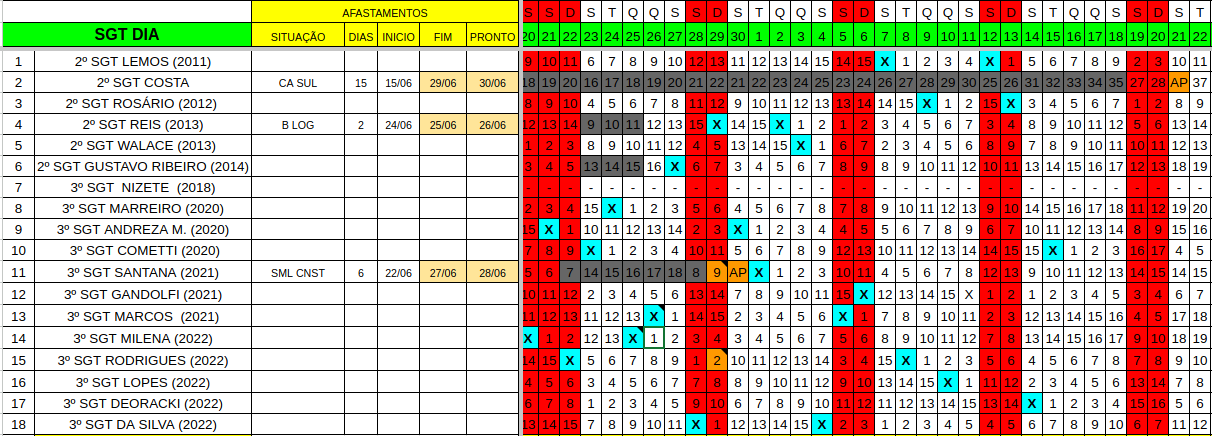 AFASTAMENTOS S S D S T Q Q S S D S T Q Q S S D S T Q Q S S D S T Q Q S S D S T
SGT DIA SITUAÇÃO DIAS INICIO FIM PRONTO 20 21 22 23 24 25 26 27 28 29 30 1 2 3 4 5 6 7 8 9 10 11 12 13 14 15 16 17 18 19 20 21 22
1 2º SGT LEMOS (2011) 9 10 11 6 7 8 9 10 12 13 11 12 13 14 15 14 15 X 1 2 3 4 X 1 5 6 7 8 9 2 3 10 11
2 2º SGT COSTA CA SUL 15 15/06 29/06 30/06 18 19 20 16 17 18 19 20 21 22 21 22 23 24 25 23 24 26 27 28 29 30 25 26 31 32 33 34 35 27 28 AP 37
3 2º SGT ROSÁRIO (2012) 8 9 10 4 5 6 7 8 11 12 9 10 11 12 13 13 14 14 15 X 1 2 15 X 3 4 5 6 7 1 2 8 9
4 2º SGT REIS (2013) B LOG 2 24/06 25/06 26/06 12 13 14 9 10 11 12 13 15 X 14 15 X 1 2 1 2 3 4 5 6 7 3 4 8 9 10 11 12 5 6 13 14
5 2º SGT WALACE (2013) 1 2 3 8 9 10 11 12 4 5 13 14 15 X 1 6 7 2 3 4 5 6 8 9 7 8 9 10 11 10 11 12 13
6 2º SGT GUSTAVO RIBEIRO (2014) 3 4 5 13 14 15 16 X 6 7 3 4 5 6 7 8 9 8 9 10 11 12 10 11 13 14 15 16 17 12 13 18 19
7 3º SGT NIZETE (2018) - - - - - - - - - - - - - - - - - - - - - - - - - - - - - - - - -
8 3º SGT MARREIRO (2020) 2 3 4 15 X 1 2 3 5 6 4 5 6 7 8 7 8 9 10 11 12 13 9 10 14 15 16 17 18 11 12 19 20
9 3º SGT ANDREZA M. (2020) 15 X 1 10 11 12 13 14 2 3 X 1 2 3 4 4 5 5 6 7 8 9 6 7 10 11 12 13 14 8 9 15 16
10 3º SGT COMETTI (2020) 7 8 9 X 1 2 3 4 10 11 5 6 7 8 9 12 13 10 11 12 13 14 14 15 15 X 1 2 3 16 17 4 5
11 3º SGT SANTANA (2021) SML CNST 6 22/06 27/06 28/06 5 6 7 14 15 16 17 18 8 9 AP X 1 2 3 10 11 4 5 6 7 8 12 13 9 10 11 12 13 14 15 14 15
12 3º SGT GANDOLFI (2021) 10 11 12 2 3 4 5 6 13 14 7 8 9 10 11 15 X 12 13 14 15 X 1 2 1 2 3 4 5 3 4 6 7
13 3º SGT MARCOS (2021) 11 12 13 11 12 13 X 1 14 15 2 3 4 5 6 X 1 7 8 9 10 11 2 3 12 13 14 15 16 4 5 17 18
14 3º SGT MILENA (2022) X 1 2 12 13 X 1 2 3 4 3 4 5 6 7 5 6 8 9 10 11 12 7 8 13 14 15 16 17 9 10 18 19
15 3º SGT RODRIGUES (2022) 14 15 X 5 6 7 8 9 1 2 10 11 12 13 14 3 4 15 X 1 2 3 5 6 4 5 6 7 8 7 8 9 10
16 3º SGT LOPES (2022) 4 5 6 3 4 5 6 7 7 8 8 9 10 11 12 9 10 13 14 15 X 1 11 12 2 3 4 5 6 13 14 7 8
17 3º SGT DEORACKI (2022) 6 7 8 1 2 3 4 5 9 10 6 7 8 9 10 11 12 11 12 13 14 15 13 14 X 1 2 3 4 15 16 5 6
18 3º SGT DA SILVA (2022) 13 14 15 7 8 9 10 11 X 1 12 13 14 15 X 2 3 1 2 3 4 5 4 5 6 7 8 9 10 6 7 11 12